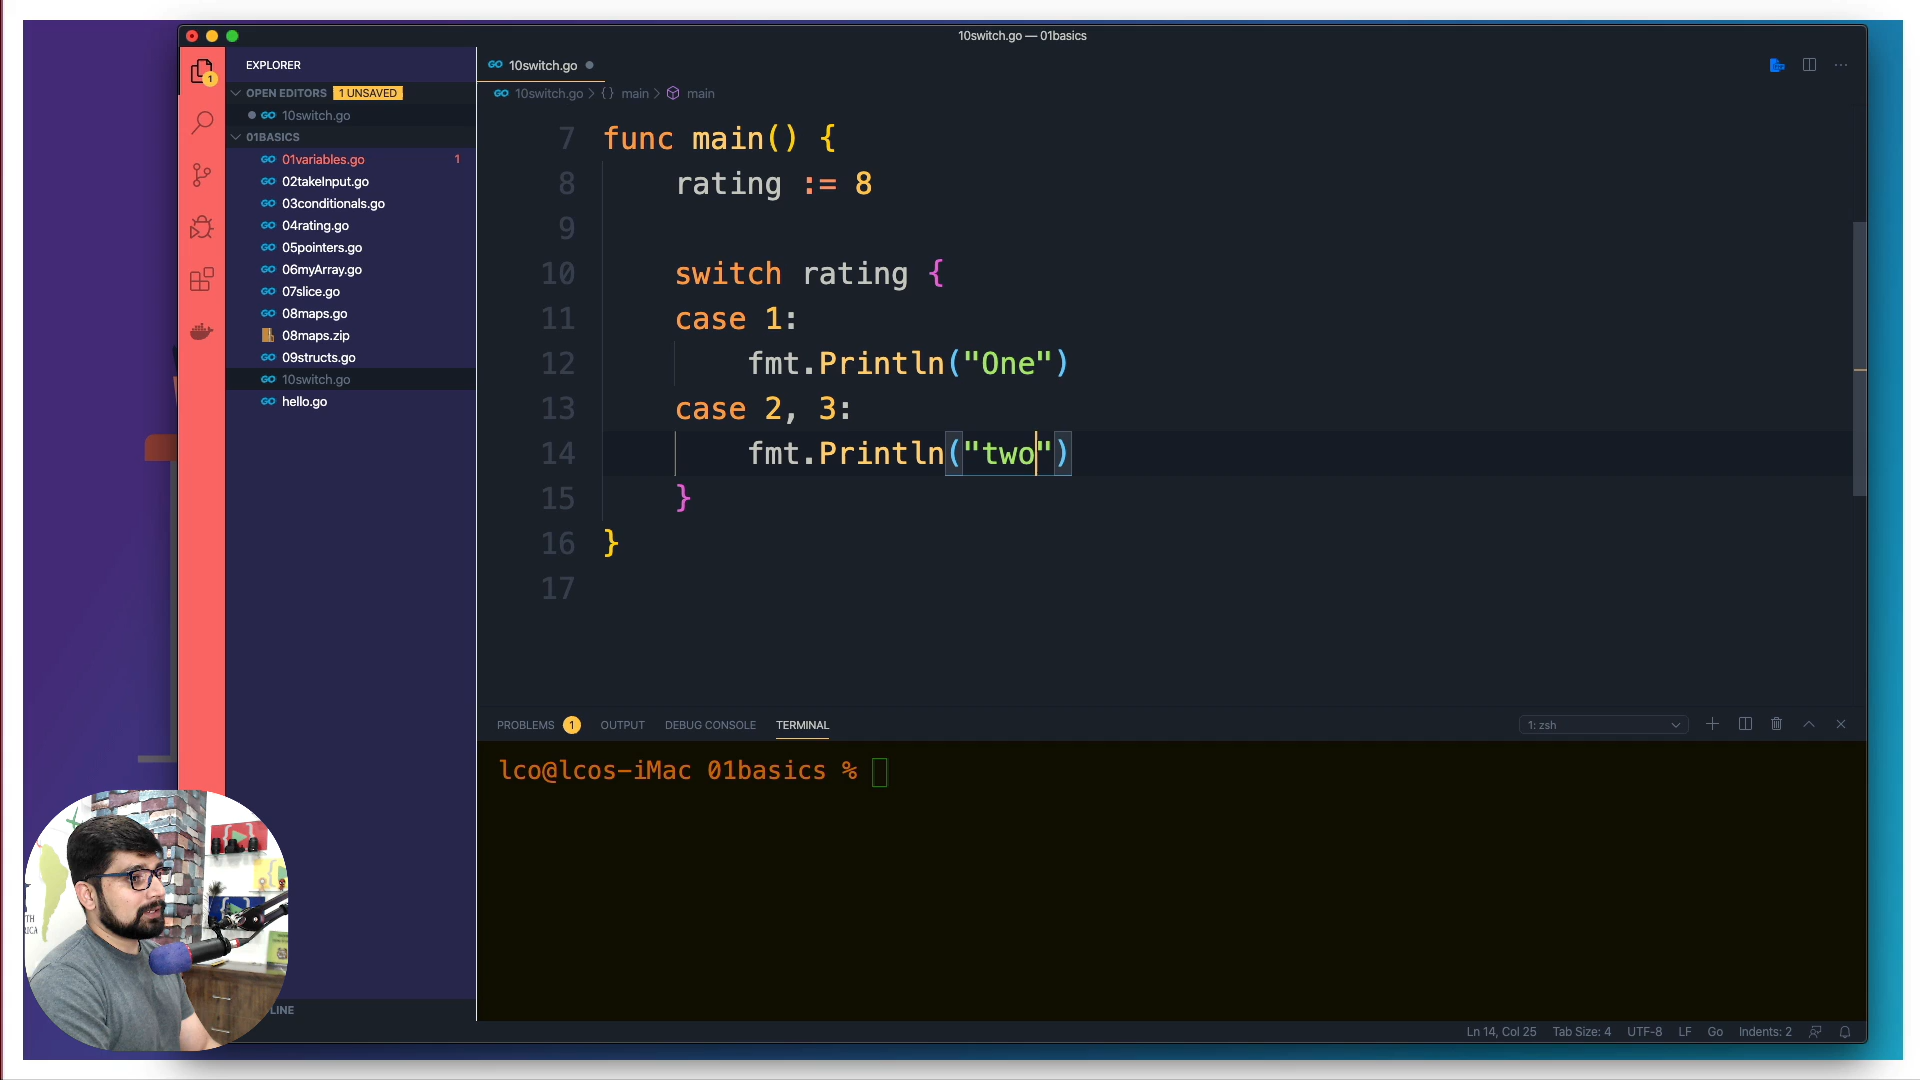 10switch.go — 01basics
EXPLORER
OPEN EDITORS 1 UNSAVED
10switch.go
01BASICS
01variables.go 1
02takeInput.go
03conditionals.go
04rating.go
05pointers.go
06myArray.go
07slice.go
08maps.go
08maps.zip
09structs.go
10switch.go
hello.go
LINE
1
GO 10switch.go
GO 10switch.go > {} main > main
7 func main() {
8 rating := 8
9
10 switch rating {
11 case 1:
12 fmt.Println("One")
13 case 2, 3:
14 fmt.Println("two")
15 }
16 }
17
PROBLEMS 1 OUTPUT DEBUG CONSOLE TERMINAL 1: zsh
lco@lcos-iMac 01basics %
Ln 14, Col 25 Tab Size: 4 UTF-8 LF Go Indents: 2